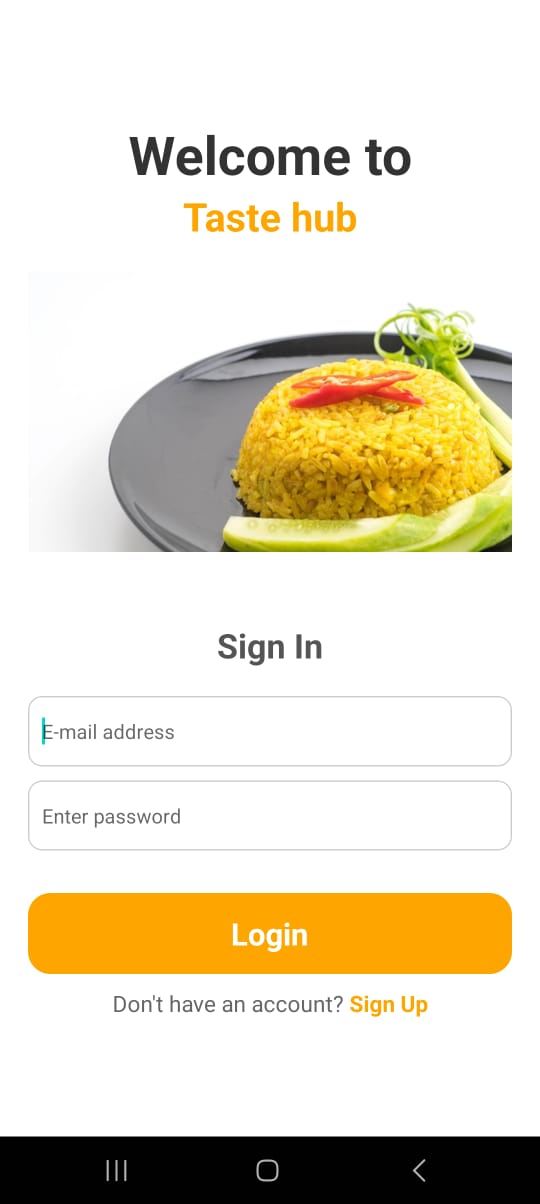 Welcome to
Taste hub
Sign In
E-mail address
Enter password
Login
Don't have an account? Sign Up